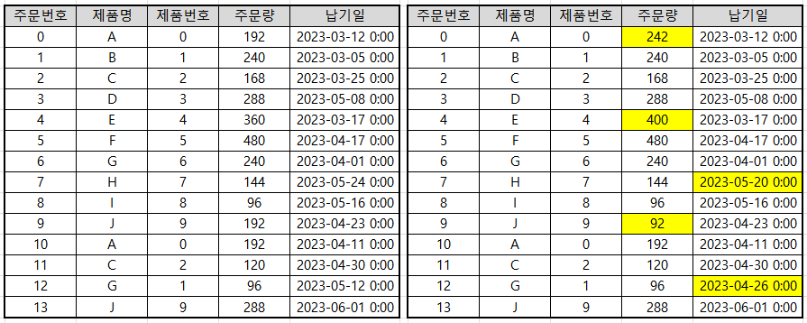 주문번호 제품명 제품번호 주문량 납기일
0 A 0 192 2023-03-12 0:00
1 B 1 240 2023-03-05 0:00
2 C 2 168 2023-03-25 0:00
3 D 3 288 2023-05-08 0:00
4 E 4 360 2023-03-17 0:00
5 F 5 480 2023-04-17 0:00
6 G 6 240 2023-04-01 0:00
7 H 7 144 2023-05-24 0:00
8 I 8 96 2023-05-16 0:00
9 J 9 192 2023-04-23 0:00
10 A 0 192 2023-04-11 0:00
11 C 2 120 2023-04-30 0:00
12 G 1 96 2023-05-12 0:00
13 J 9 288 2023-06-01 0:00
주문번호 제품명 제품번호 주문량 납기일
0 A 0 242 2023-03-12 0:00
1 B 1 240 2023-03-05 0:00
2 C 2 168 2023-03-25 0:00
3 D 3 288 2023-05-08 0:00
4 E 4 400 2023-03-17 0:00
5 F 5 480 2023-04-17 0:00
6 G 6 240 2023-04-01 0:00
7 H 7 144 2023-05-20 0:00
8 I 8 96 2023-05-16 0:00
9 J 9 92 2023-04-23 0:00
10 A 0 192 2023-04-11 0:00
11 C 2 120 2023-04-30 0:00
12 G 1 96 2023-04-26 0:00
13 J 9 288 2023-06-01 0:00